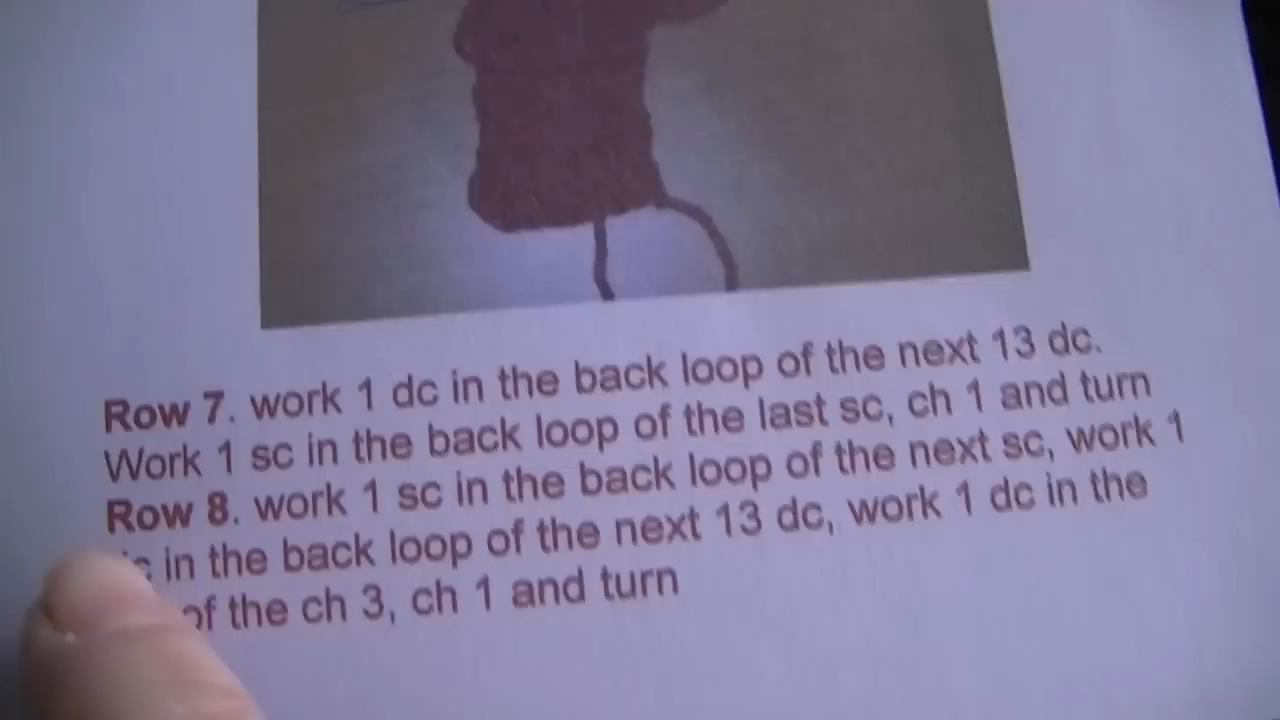 Row 7. work 1 dc in the back loop of the next 13 dc.
Work 1 sc in the back loop of the last sc, ch 1 and turn
Row 8. work 1 sc in the back loop of the next sc, work 1
in the back loop of the next 13 dc, work 1 dc in the
of the ch 3, ch 1 and turn